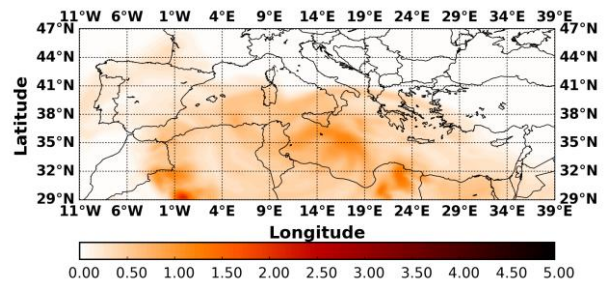 11°W 6°W 1°W 4°E 9°E 14°E 19°E 24°E 29°E 34°E 39°E
47°N 47°N
44°N 44°N
41°N 41°N
38°N 38°N
35°N 35°N
32°N 32°N
29°N 29°N
Latitude
11°W 6°W 1°W 4°E 9°E 14°E 19°E 24°E 29°E 34°E 39°E
Longitude
0.00 0.50 1.00 1.50 2.00 2.50 3.00 3.50 4.00 4.50 5.00